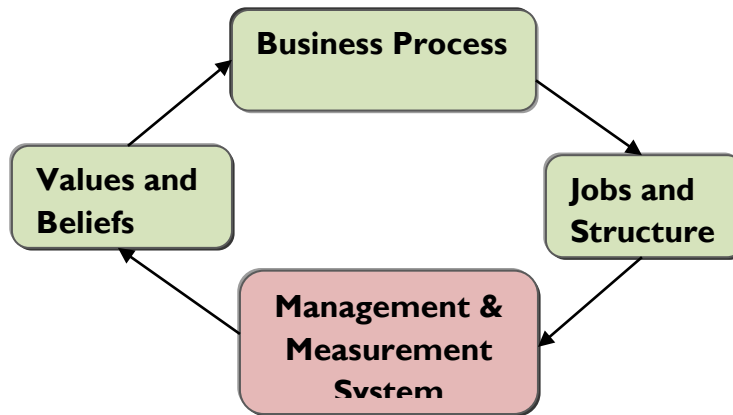 Business Process
Values and
Beliefs
Jobs and
Structure
Management &
Measurement
System